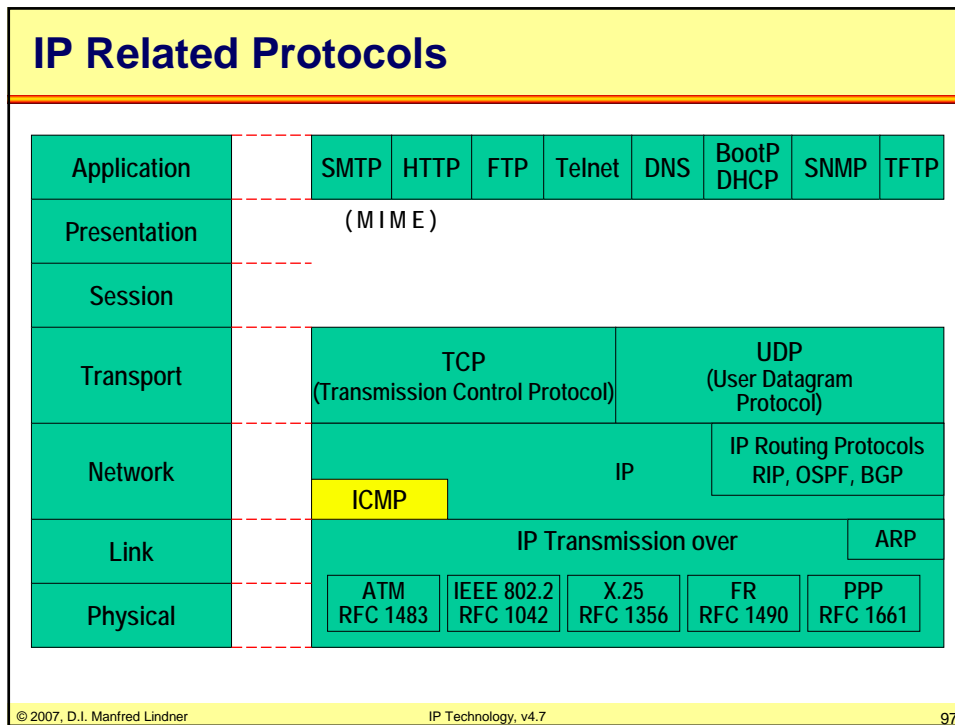 IP Related Protocols
Application
SMTP HTTP FTP Telnet DNS BootP DHCP SNMP TFTP
Presentation
(MIME)
Session
Transport
TCP
(Transmission Control Protocol)
UDP
(User Datagram
Protocol)
Network
IP
IP Routing Protocols
RIP, OSPF, BGP
ICMP
Link
IP Transmission over
ARP
Physical
ATM
RFC 1483
IEEE 802.2
RFC 1042
X.25
RFC 1356
FR
RFC 1490
PPP
RFC 1661
© 2007, D.I. Manfred Lindner
IP Technology, v4.7
97